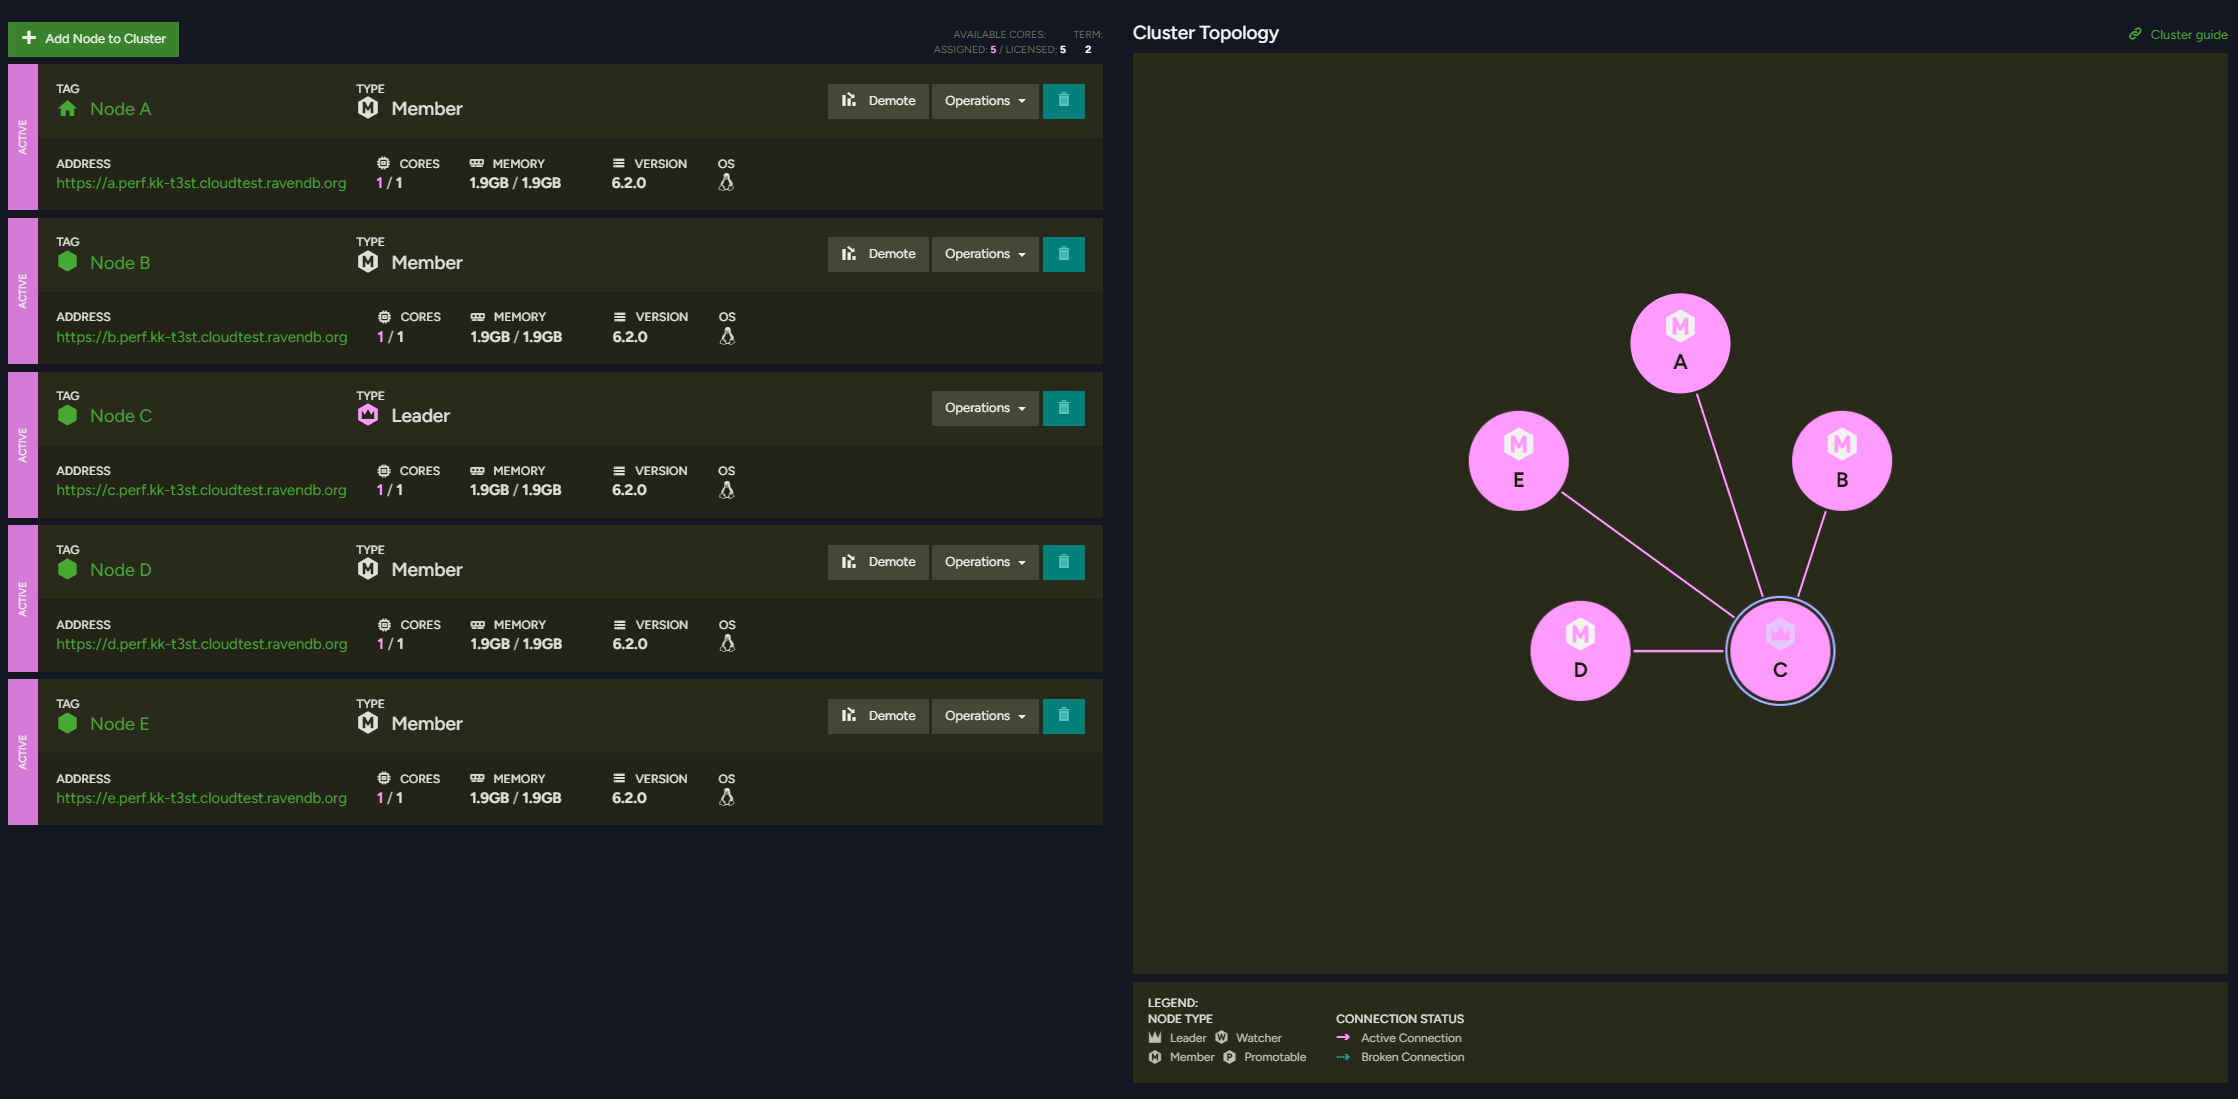 Add Node to Cluster
AVAILABLE CORES: TERM:
ASSIGNED: 5 / LICENSED: 5 2
ACTIVE
TAG TYPE
Node A Member Demote Operations
ADDRESS CORES MEMORY VERSION OS
https://a.perf.kk-t3st.cloudtest.ravendb.org 1 / 1 1.9GB / 1.9GB 6.2.0
ACTIVE
TAG TYPE
Node B Member Demote Operations
ADDRESS CORES MEMORY VERSION OS
https://b.perf.kk-t3st.cloudtest.ravendb.org 1 / 1 1.9GB / 1.9GB 6.2.0
ACTIVE
TAG TYPE
Node C Leader Operations
ADDRESS CORES MEMORY VERSION OS
https://c.perf.kk-t3st.cloudtest.ravendb.org 1 / 1 1.9GB / 1.9GB 6.2.0
ACTIVE
TAG TYPE
Node D Member Demote Operations
ADDRESS CORES MEMORY VERSION OS
https://d.perf.kk-t3st.cloudtest.ravendb.org 1 / 1 1.9GB / 1.9GB 6.2.0
ACTIVE
TAG TYPE
Node E Member Demote Operations
ADDRESS CORES MEMORY VERSION OS
https://e.perf.kk-t3st.cloudtest.ravendb.org 1 / 1 1.9GB / 1.9GB 6.2.0
Cluster Topology Cluster guide
M
A
M
E
M
B
M
D
C
LEGEND:
NODE TYPE CONNECTION STATUS
Leader W Watcher Active Connection
M Member P Promotable Broken Connection